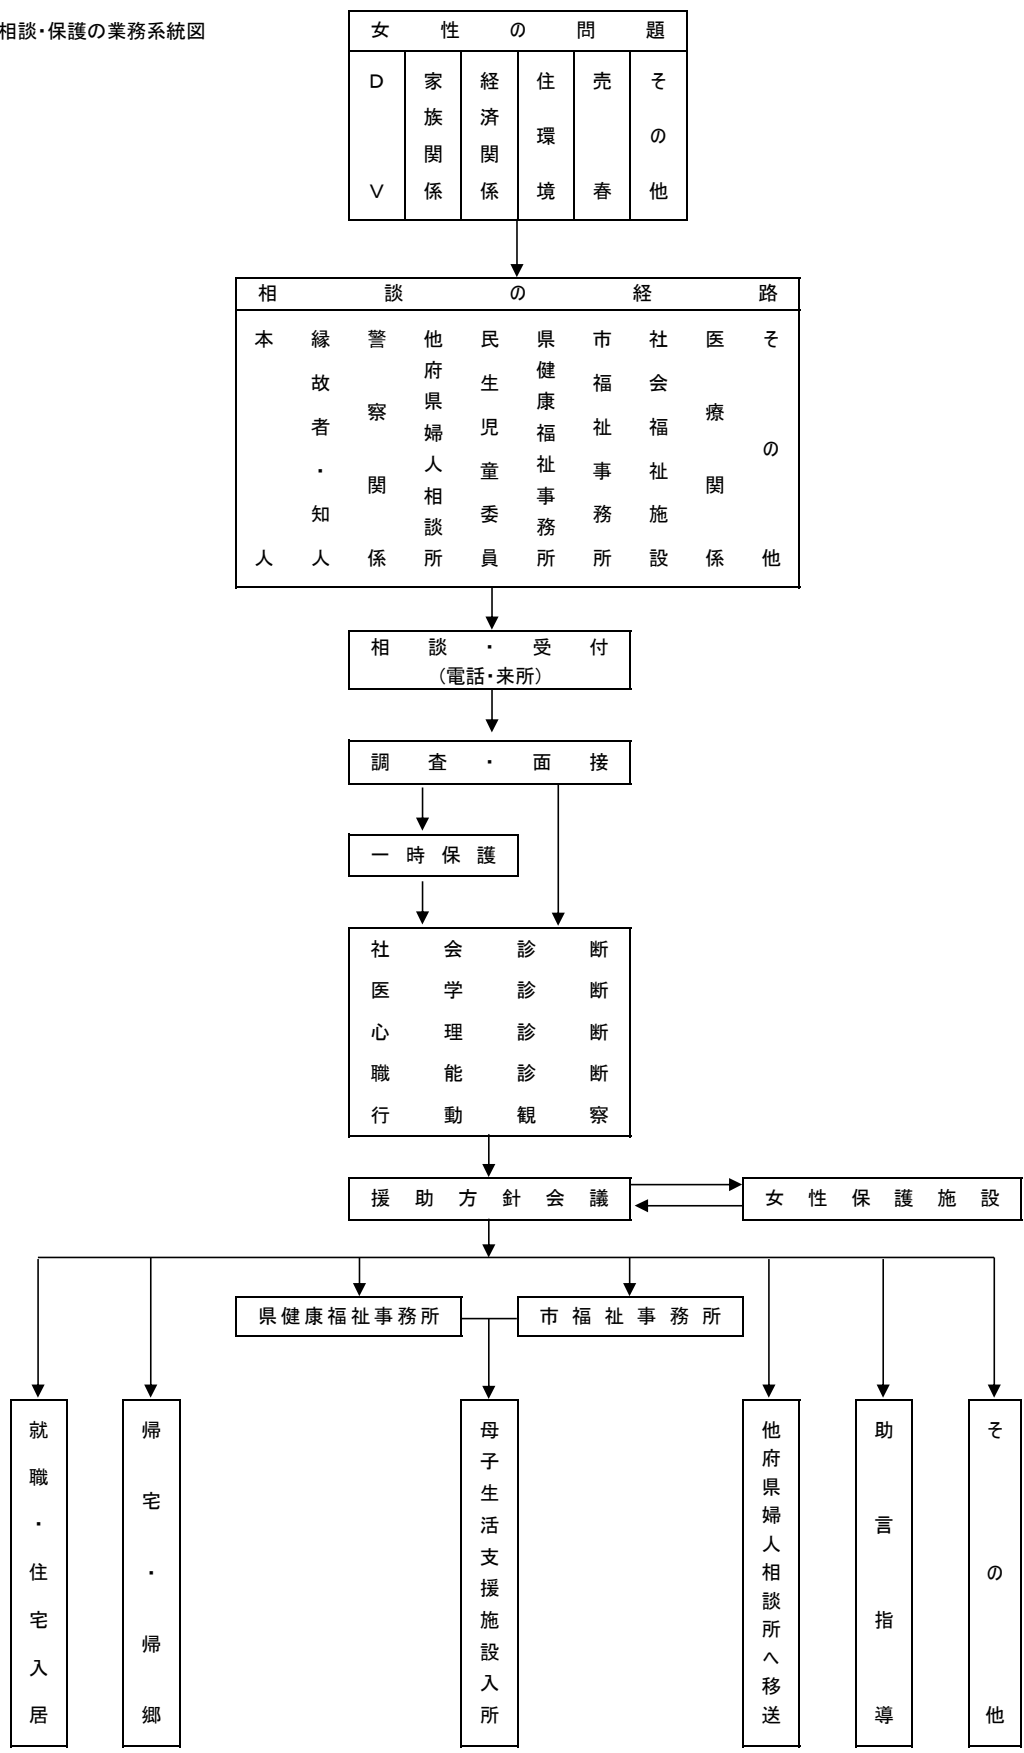 相談・保護の業務系統図
女性の問題
DV
家族関係
経済関係
住環境
売春
その他
相談の経路
本人
縁故者・知人
警察関係
他府県婦人相談所
民生児童委員
県健康福祉事務所
市福祉事務所
社会福祉施設
医療関係
その他
相談・受付
（電話・来所）
調査・面接
一時保護
社会診断
医学診断
心理診断
職能診断
行動観察
援助方針会議
女性保護施設
県健康福祉事務所
市福祉事務所
就職・住宅入居
帰宅・帰郷
母子生活支援施設入所
他府県婦人相談所へ移送
助言指導
その他